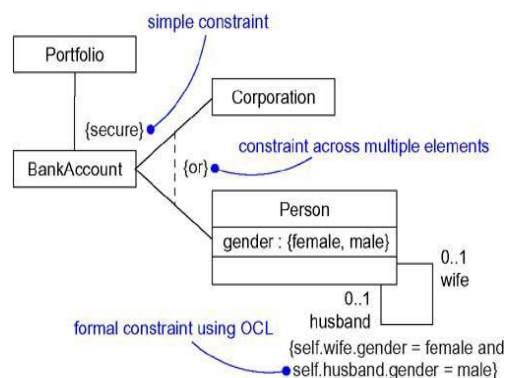 simple constraint
Portfolio
Corporation
{secure}
constraint across multiple elements
BankAccount
{or}
Person
gender : {female, male}
0..1
wife
0..1
husband
formal constraint using OCL
{self.wife.gender = female and
self.husband.gender = male}